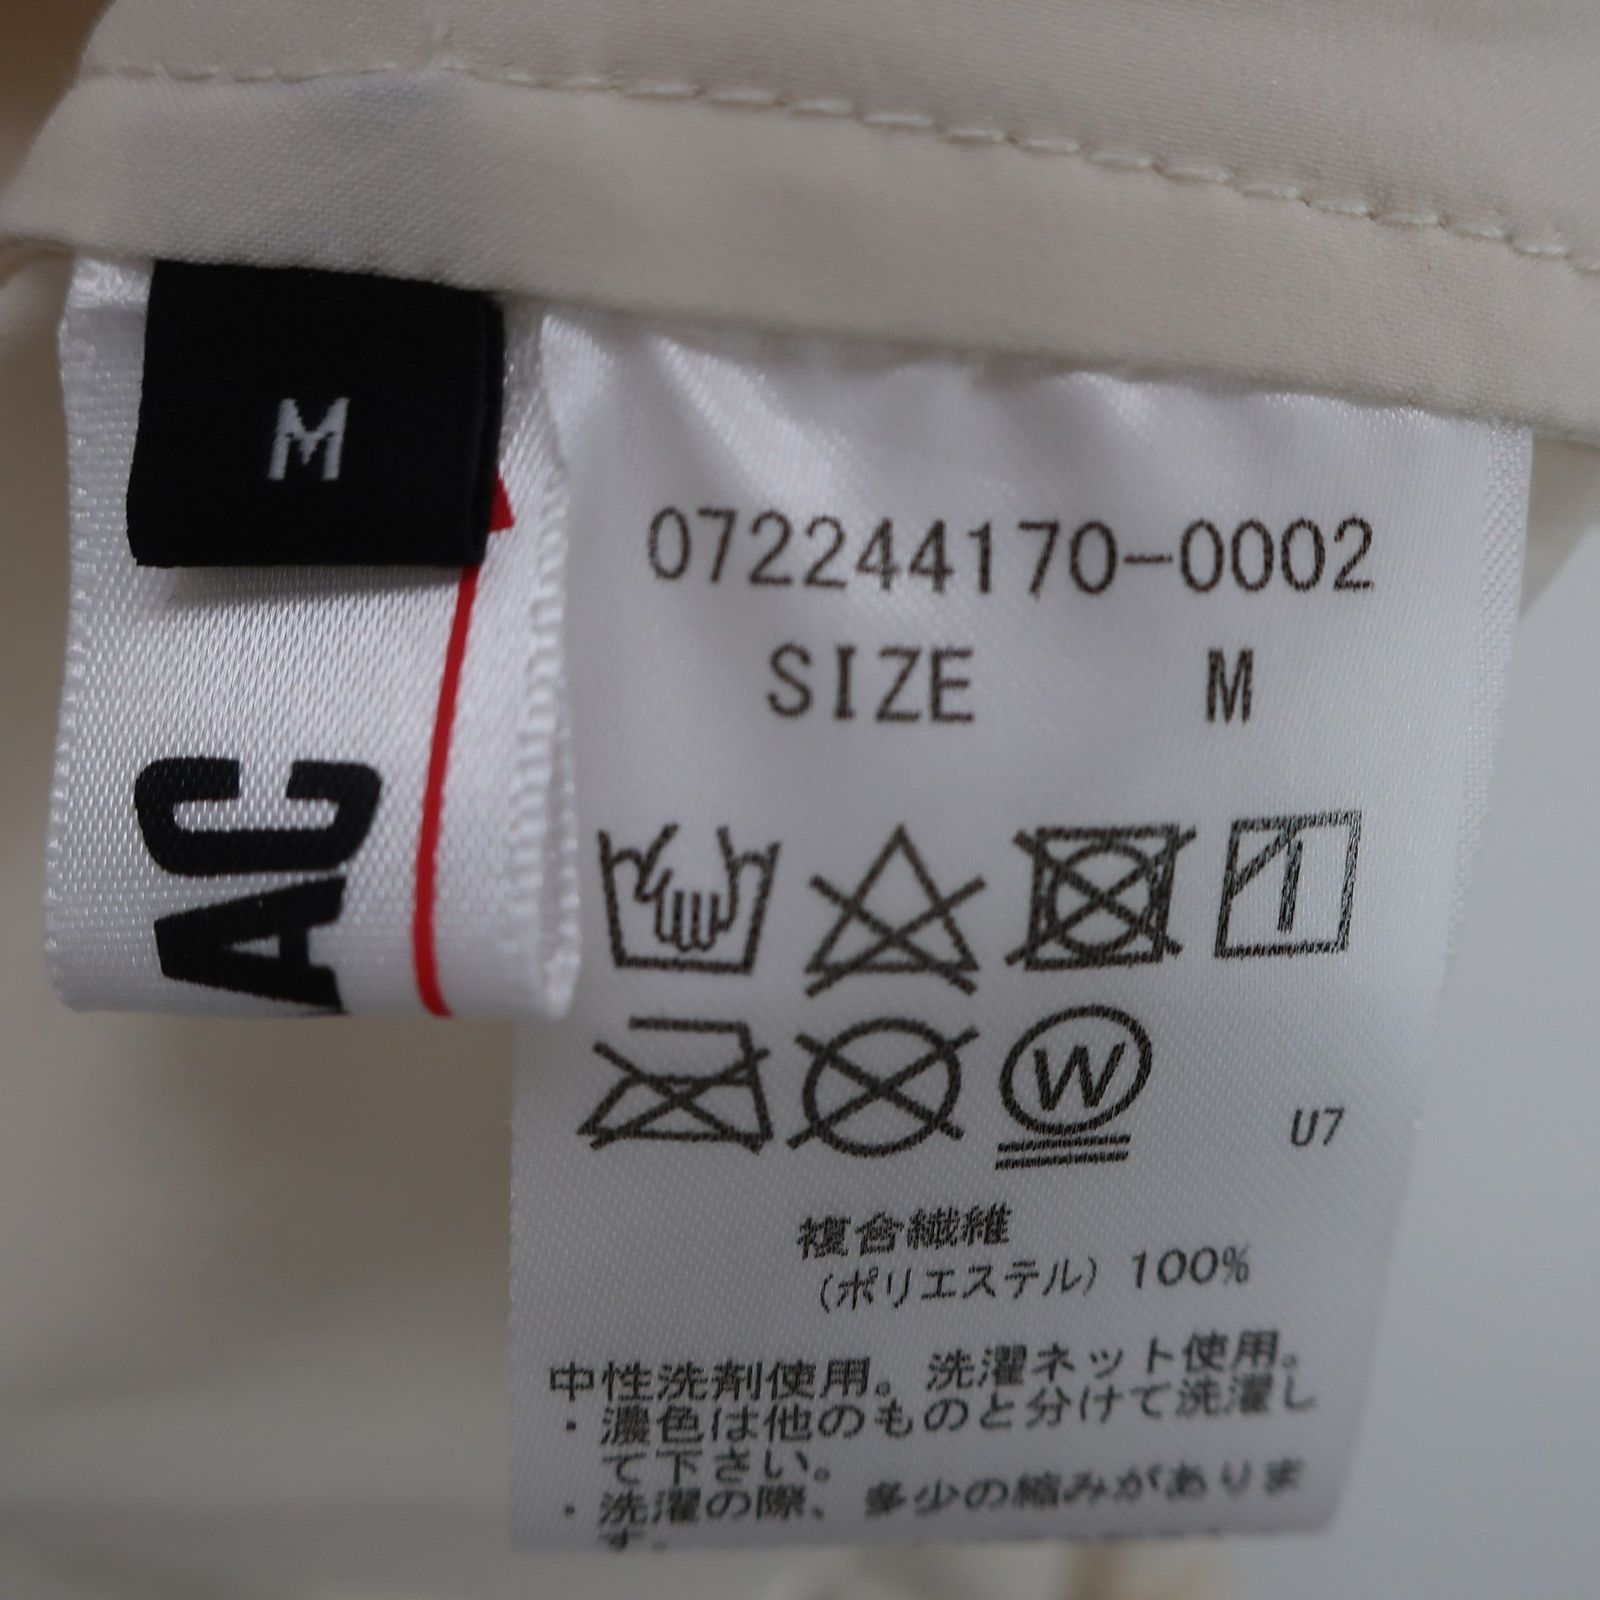 M
AC
072244170-0002
SIZE M
W
U7
複合繊維
(ポリエステル) 100%
中性洗剤使用。洗濯ネット使用。
・濃色は他のものと分けて洗濯し
て下さい。
・洗濯の際、多少の縮みがありま
す。